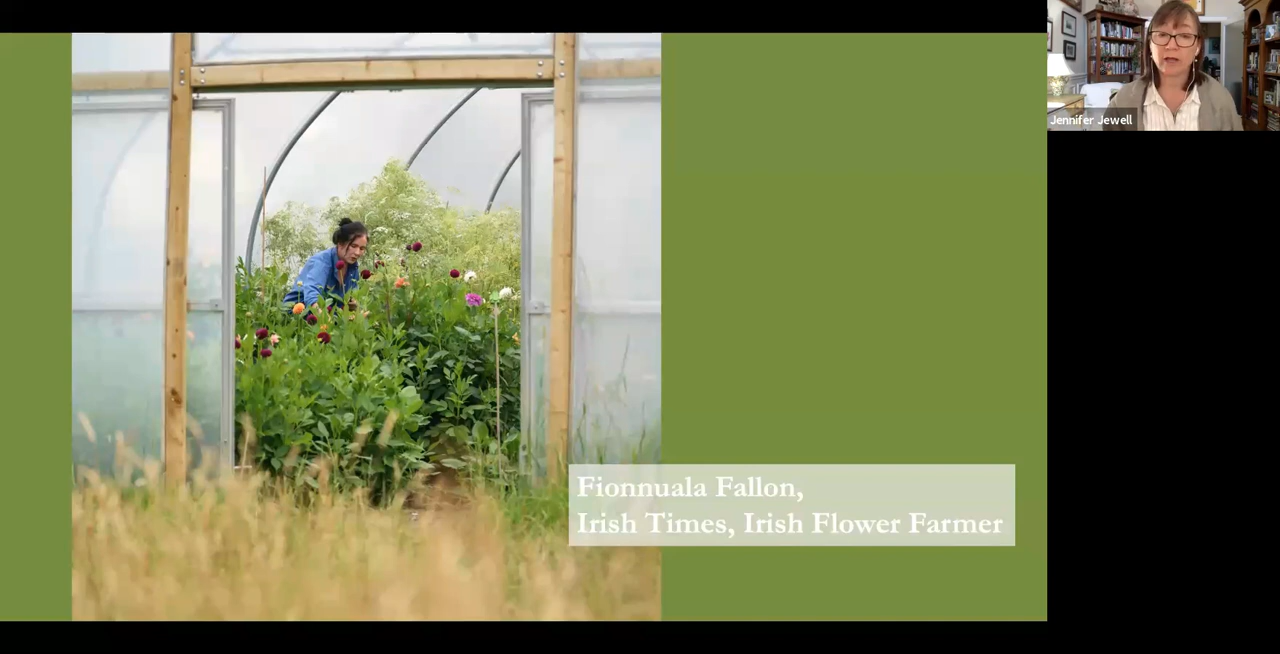 Jennifer Jewell
Fionnuala Fallon,
Irish Times, Irish Flower Farmer